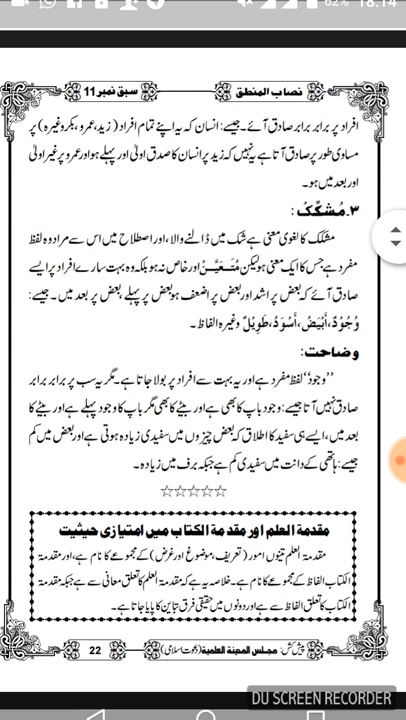 62% 18:14
نصاب المنطق
سبق نمبر 11
افراد پر برابر برابر صادق آئے۔ جیسے: انسان کہ یہ اپنے تمام افراد (زید، عمرو، بکر وغیرہ) پر
مساوی طور پر صادق آتا ہے یہ نہیں کہ زید پر انسان کا صدق اولیٰ اور پہلے ہو اور عمرو پر غیر اولیٰ
اور بعد میں ہو۔
۳۔ مُشَکِّکْ :
مشکک کا لغوی معنی ہے شک میں ڈالنے والا، اور اصطلاح میں اس سے مراد وہ لفظ
مفرد ہے جس کا ایک معنی ہو لیکن مُتَعَیَّنْ اور خاص نہ ہو بلکہ وہ بہت سارے افراد پر ایسے
صادق آئے کہ بعض پر اشد اور بعض پر اضعف ہو بعض پر پہلے، بعض پر بعد میں۔ جیسے:
وُجُوْدٌ، أَبْیَضُ، أَسْوَدُ، طَوِیْلٌ وغیرہ الفاظ۔
وضاحت:
’’وجود‘‘ لفظ مفرد ہے اور یہ بہت سے افراد پر بولا جاتا ہے۔ مگر یہ سب پر برابر برابر
صادق نہیں آتا جیسے: وجود باپ کا بھی ہے اور بیٹے کا بھی مگر باپ کا وجود پہلے ہے اور بیٹے کا
بعد میں، ایسے ہی سفید کا اطلاق کہ بعض چیزوں میں سفیدی زیادہ ہوتی ہے اور بعض میں کم
جیسے: ہاتھی کے دانت میں سفیدی کم ہے جبکہ برف میں زیادہ۔
☆☆☆☆☆
مقدمۃ العلم اور مقدمۃ الکتاب میں امتیازی حیثیت
مقدمۃ العلم تینوں امور (تعریف، موضوع اور غرض) کے مجموعے کا نام ہے، اور مقدمۃ
الکتاب الفاظ کے مجموعے کا نام ہے۔ خلاصہ یہ ہے کہ مقدمۃ العلم کا تعلق معانی سے ہے جبکہ مقدمۃ
الکتاب کا تعلق الفاظ سے ہے اور دونوں میں حقیقی فرق تباین کا پایا جاتا ہے۔
پیش کش: مجلس المدینۃ العلمیۃ (دعوت اسلامی)
22
DU SCREEN RECORDER